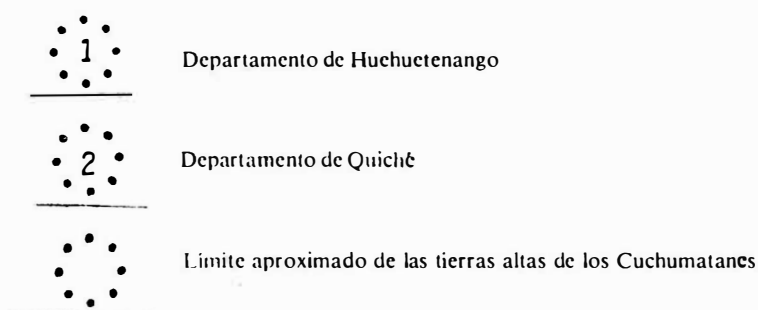 1 Departamento de Huehuetenango
2 Departamento de Quiché
Límite aproximado de las tierras altas de los Cuchumatanes